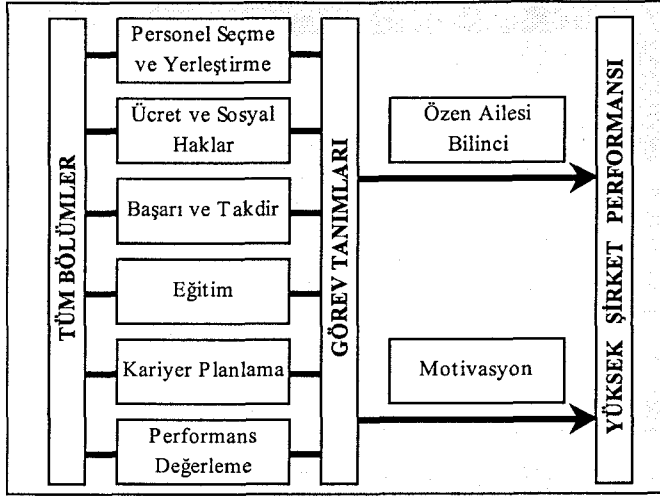 TÜM BÖLÜMLER
Personel Seçme
ve Yerleştirme
Ücret ve Sosyal
Haklar
Başarı ve Takdir
Eğitim
Kariyer Planlama
Performans
Değerleme
GÖREV TANIMLARI
Özen Ailesi
Bilinci
Motivasyon
YÜKSEK ŞİRKET PERFORMANSI